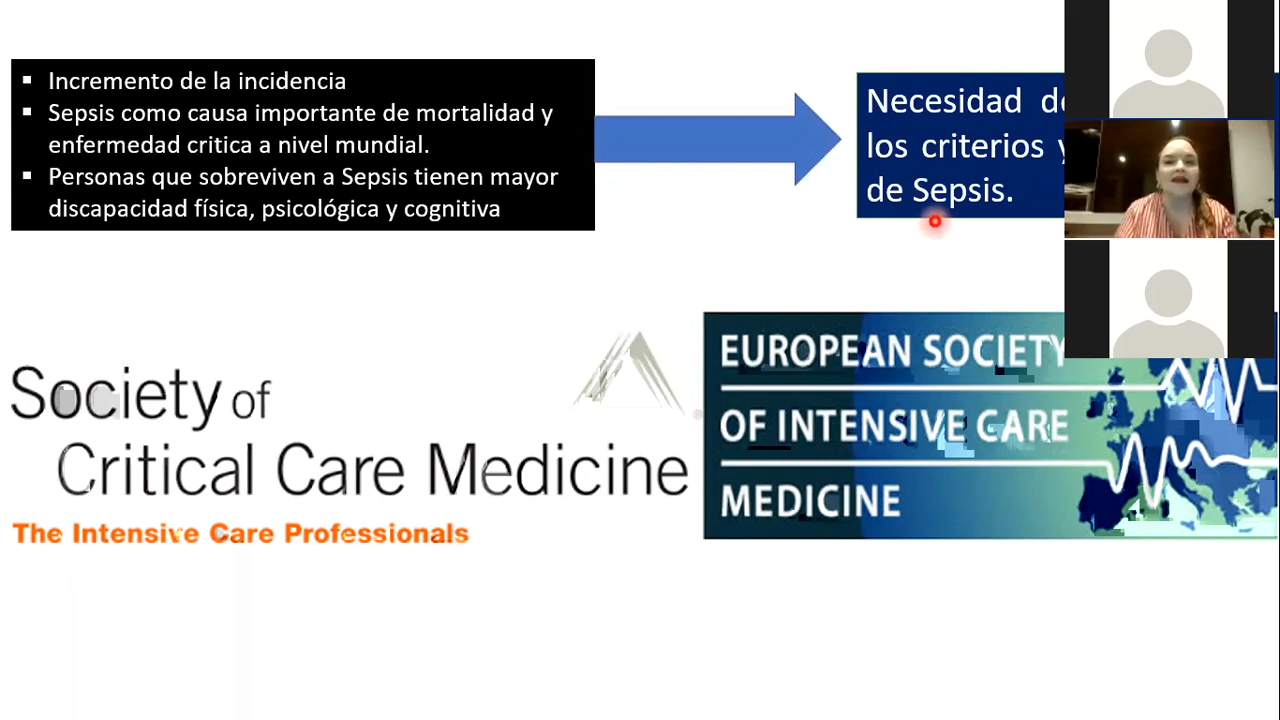 Incremento de la incidencia
Sepsis como causa importante de mortalidad y
enfermedad critica a nivel mundial.
Personas que sobreviven a Sepsis tienen mayor
discapacidad física, psicológica y cognitiva
Necesidad
los criterios y
de Sepsis.
Society of
Critical Care Medicine
The Intensive Care Professionals
EUROPEAN SOCIETY
OF INTENSIVE CARE
MEDICINE